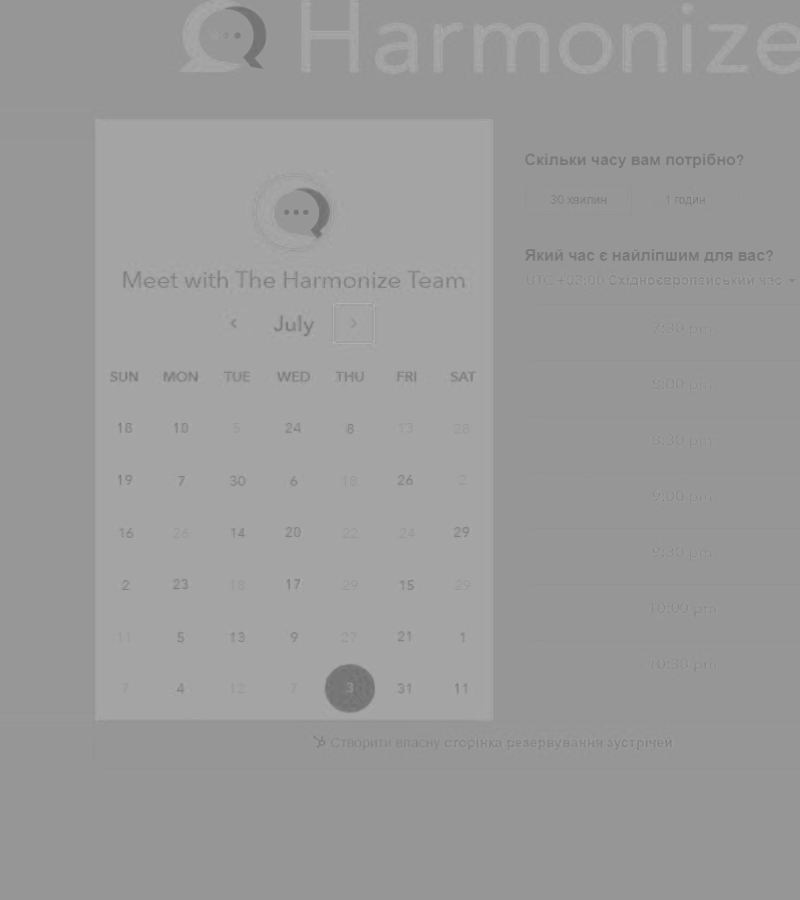 Harmonize
Meet with The Harmonize Team
July
SUN MON TUE WED THU FRI SAT
18 10 5 24 8 13 28
19 7 30 6 18 26 2
16 26 14 20 22 24 29
2 23 18 17 29 15 29
11 5 13 9 27 21 1
7 4 12 7 3 31 11
Скільки часу вам потрібно?
30 хвилин 1 годин
Який час є найліпшим для вас?
UTC +03:00 Східноєвропейський час
7:30 pm
8:00 pm
8:30 pm
9:00 pm
9:30 pm
10:00 pm
10:30 pm
Створити власну сторінка резервування зустрічей